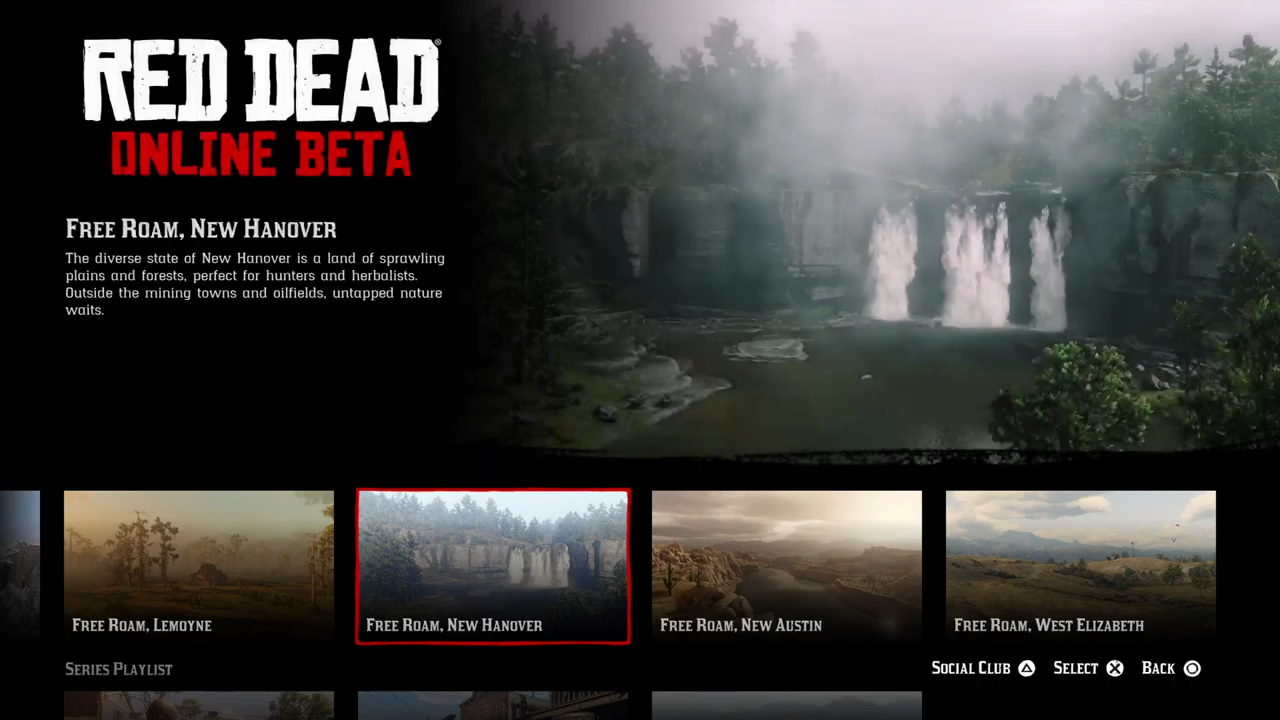 RED DEAD®
ONLINE BETA
FREE ROAM, NEW HANOVER
The diverse state of New Hanover is a land of sprawling
plains and forests, perfect for hunters and herbalists.
Outside the mining towns and oilfields, untapped nature
waits.
FREE ROAM, LEMOYNE
FREE ROAM, NEW HANOVER
FREE ROAM, NEW AUSTIN
FREE ROAM, WEST ELIZABETH
SERIES PLAYLIST
SOCIAL CLUB SELECT BACK